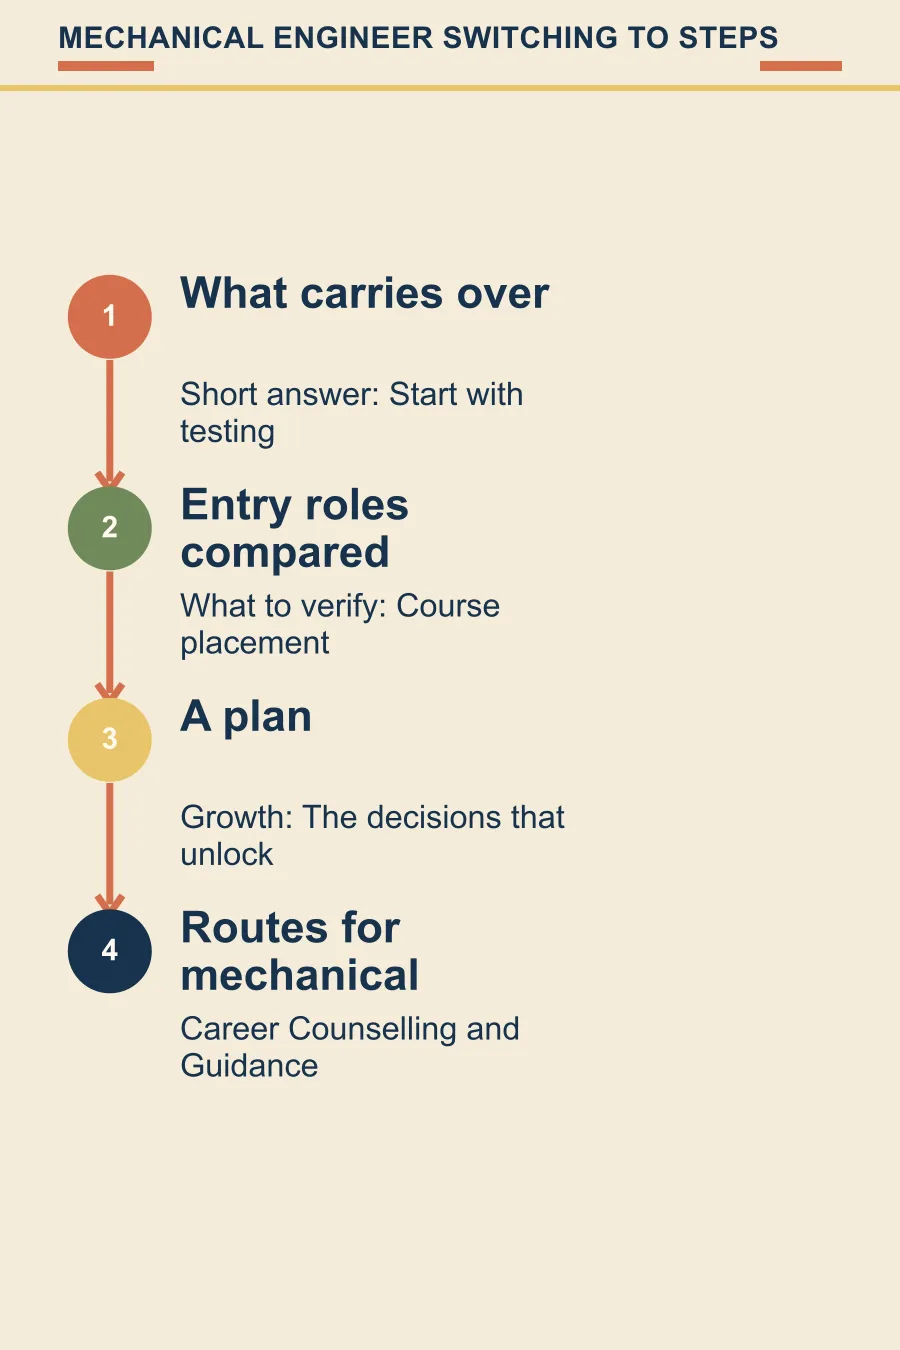 MECHANICAL ENGINEER SWITCHING TO STEPS
1
What carries over
Short answer: Start with
testing
2
Entry roles
compared
What to verify: Course
placement
3
A plan
Growth: The decisions that
unlock
4
Routes for
mechanical
Career Counselling and
Guidance